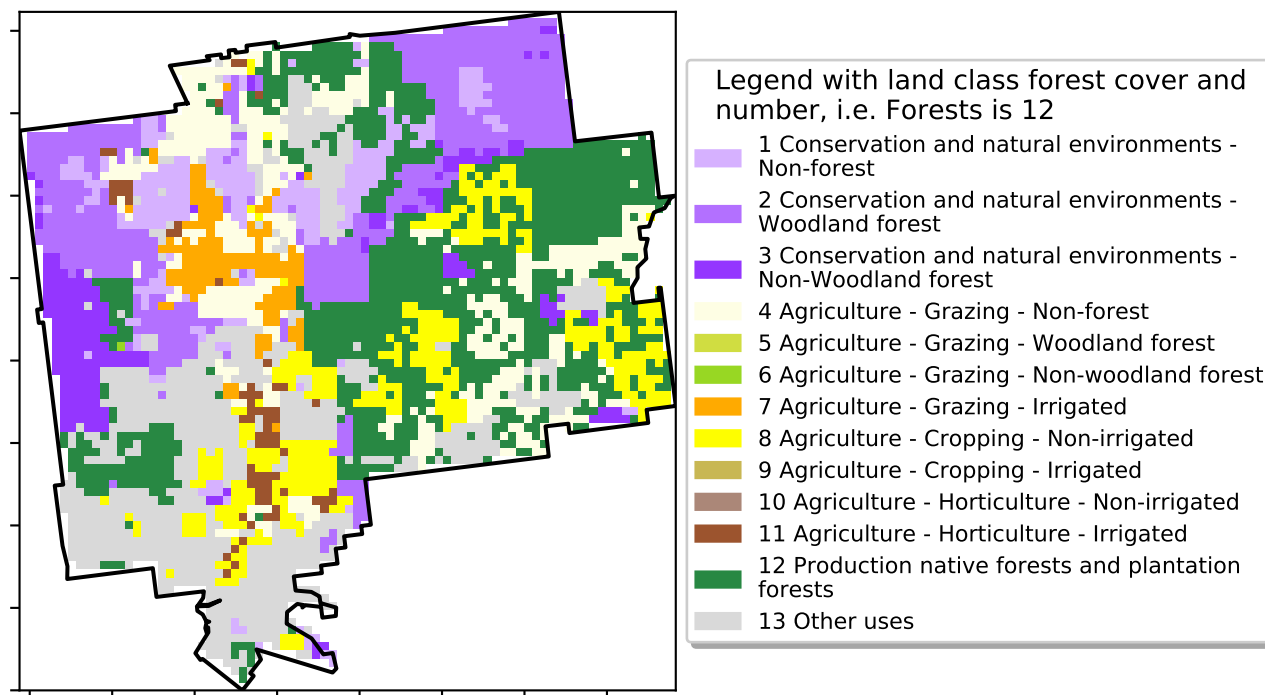 Legend with land class forest cover and
number, i.e. Forests is 12
1 Conservation and natural environments -
Non-forest
2 Conservation and natural environments -
Woodland forest
3 Conservation and natural environments -
Non-Woodland forest
4 Agriculture - Grazing - Non-forest
5 Agriculture - Grazing - Woodland forest
6 Agriculture - Grazing - Non-woodland forest
7 Agriculture - Grazing - Irrigated
8 Agriculture - Cropping - Non-irrigated
9 Agriculture - Cropping - Irrigated
10 Agriculture - Horticulture - Non-irrigated
11 Agriculture - Horticulture - Irrigated
12 Production native forests and plantation
forests
13 Other uses